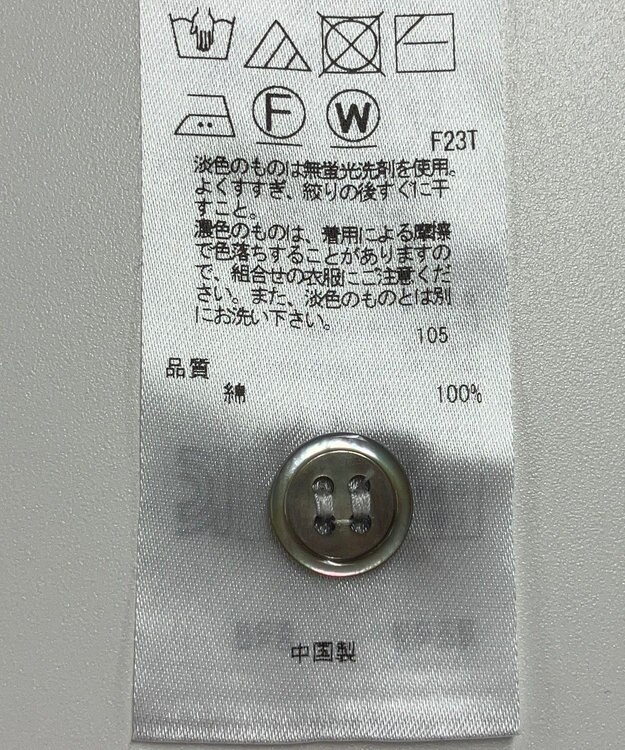 F W
F23T
淡色のものは無蛍光洗剤を使用。
よくすすぎ、絞りの後すぐに干
すこと。
濃色のものは、着用による摩擦
で色落ちすることがありますの
で、組合せの衣服にご注意くだ
さい。また、淡色のものとは別
にお洗い下さい。
105
品質
綿 100%
中国製